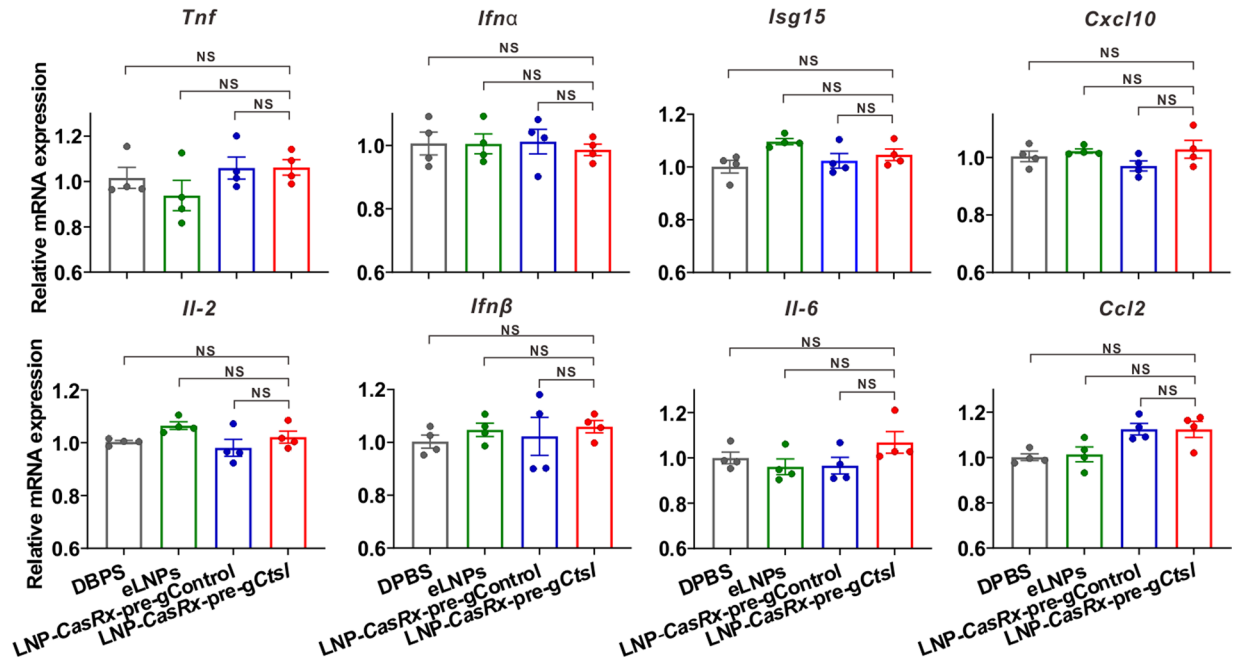 Tnf
Ifnα
Isg15
Cxcl10
NS
NS
NS
NS
NS
NS
NS
NS
NS
NS
NS
NS
Relative mRNA expression
1.2
1.0
0.8
0.6
1.0
0.8
0.6
1.2
1.0
0.8
0.6
1.0
0.8
0.6
Il-2
Ifnβ
Il-6
Ccl2
NS
NS
NS
NS
NS
NS
NS
NS
NS
NS
NS
NS
Relative mRNA expression
1.2
1.0
0.8
0.6
1.2
1.0
0.8
0.6
1.2
1.0
0.8
0.6
1.2
1.0
0.8
0.6
DBPS
eLNPs
LNP-CasRx-pre-gControl
LNP-CasRx-pre-gCtsl
DPBS
eLNPs
LNP-CasRx-pre-gControl
LNP-CasRx-pre-gCtsl
DPBS
eLNPs
LNP-CasRx-pre-gControl
LNP-CasRx-pre-gCtsl
DPBS
eLNPs
LNP-CasRx-pre-gControl
LNP-CasRx-pre-gCtsl